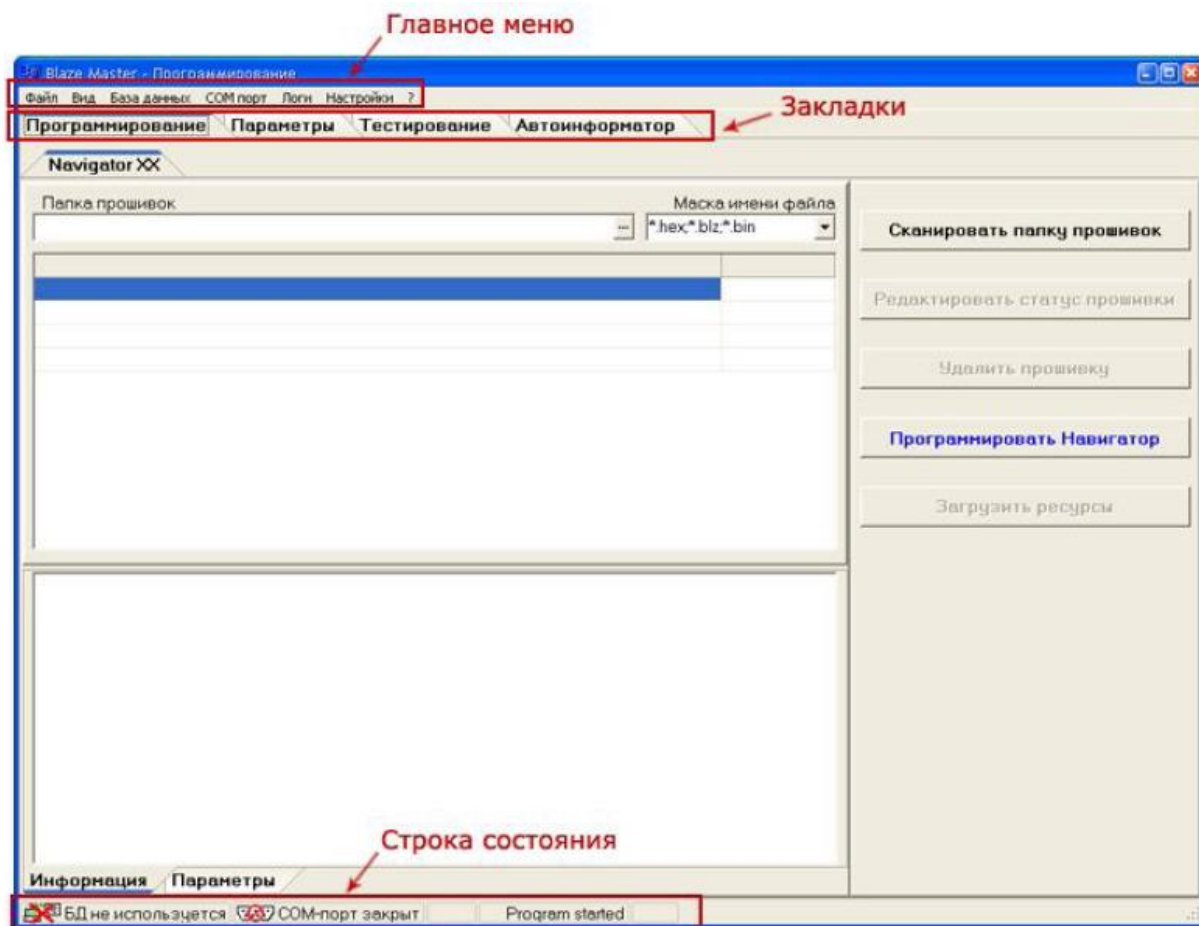 Главное меню
Blaze Master - Программирование
Файл Вид База данных COM порт Логи Настройки ?
Закладки
Программирование Параметры Тестирование Автоинформатор
Navigator XX
Папка прошивок Маска имени файла
... *.hex;*.blz;*.bin
Сканировать папку прошивок
Редактировать статус прошивки
Удалить прошивку
Программировать Навигатор
Загрузить ресурсы
Строка состояния
Информация Параметры
БД не используется COM-порт закрыт Program started